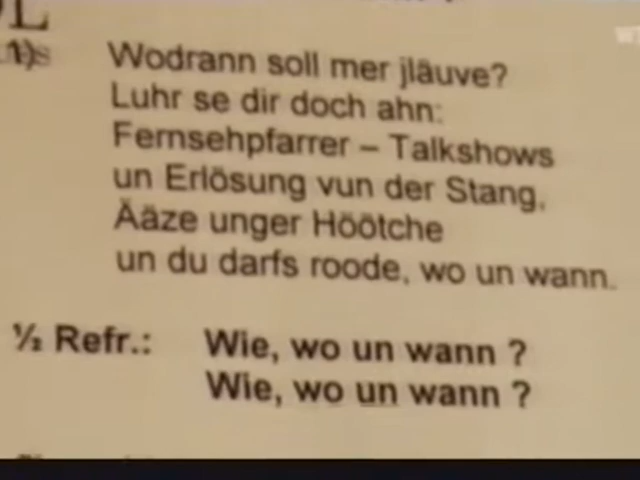 1)s Wodrann soll mer jläuve?
Luhr se dir doch ahn:
Fernsehpfarrer – Talkshows
un Erlösung vun der Stang,
Ääze unger Höötche
un du darfs roode, wo un wann.
½ Refr.: Wie, wo un wann ?
Wie, wo un wann ?